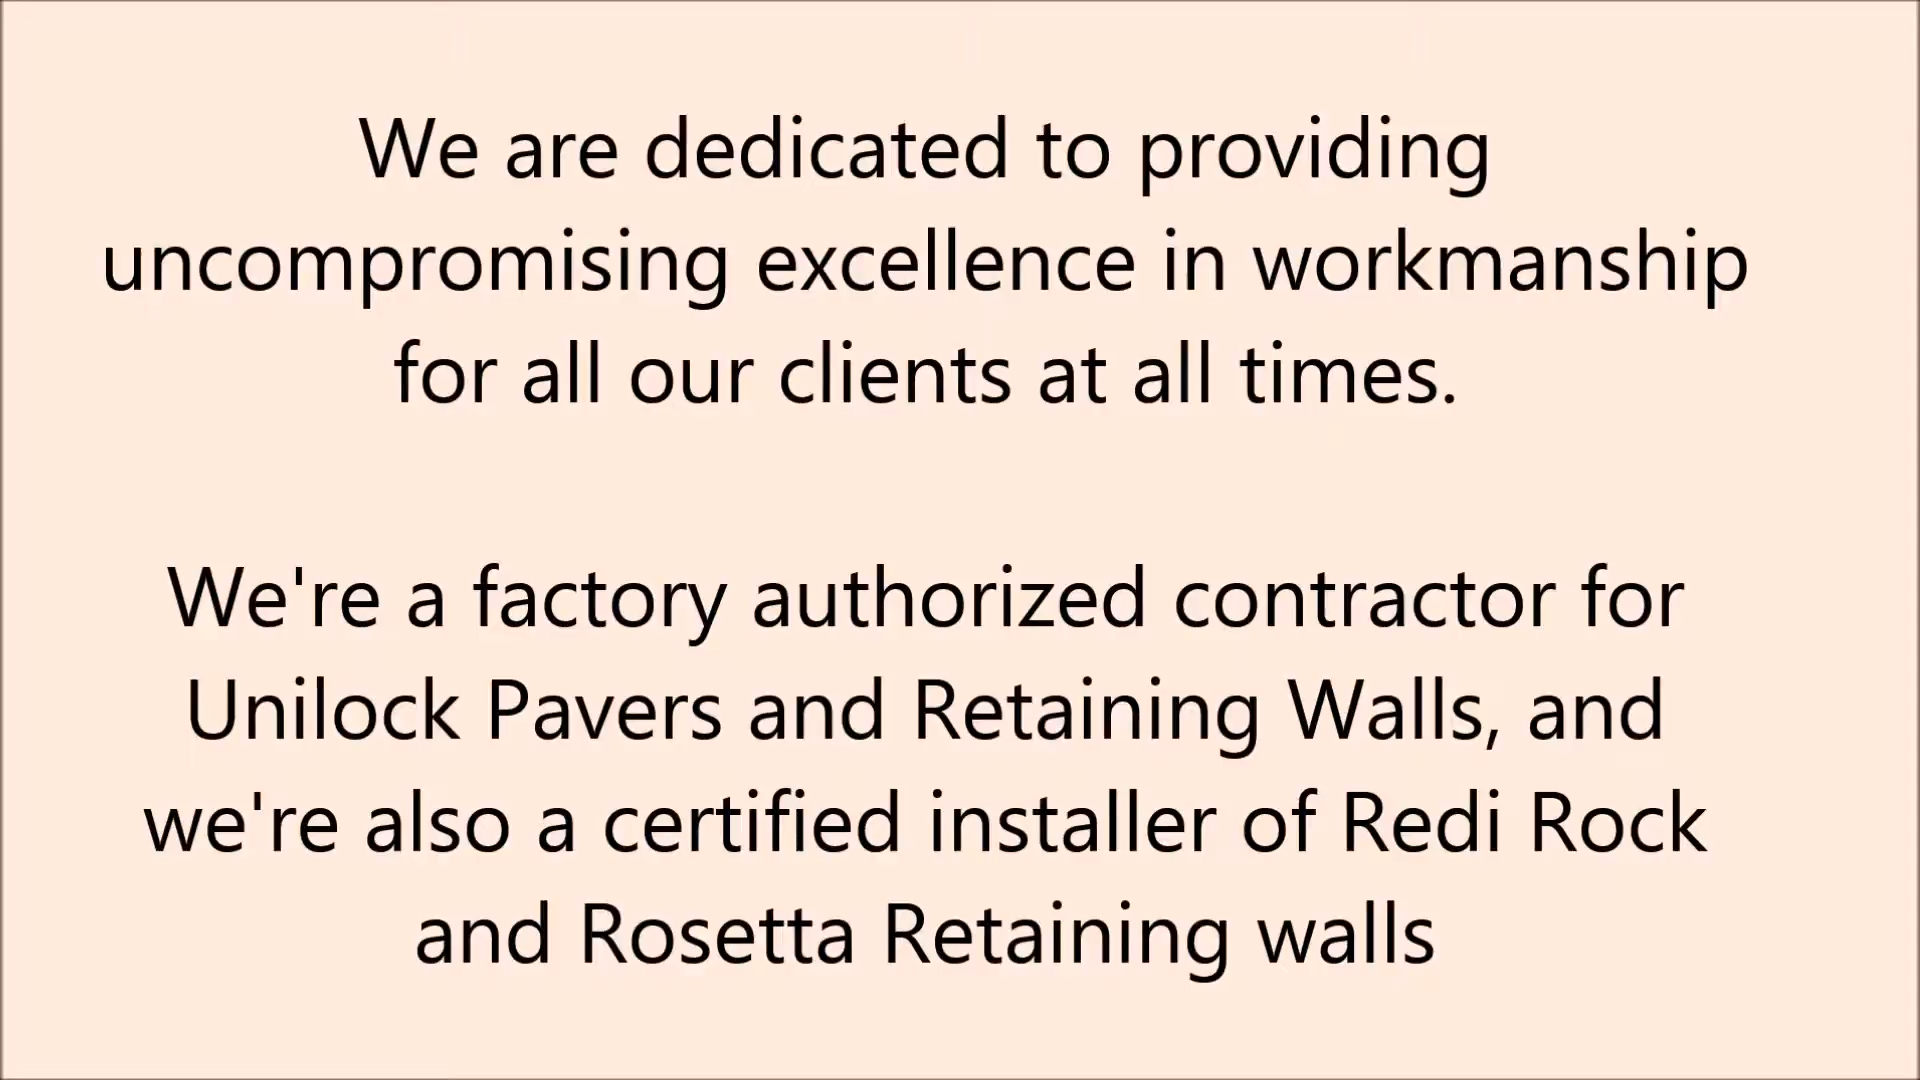 We are dedicated to providing
uncompromising excellence in workmanship
for all our clients at all times.
We're a factory authorized contractor for
Unilock Pavers and Retaining Walls, and
we're also a certified installer of Redi Rock
and Rosetta Retaining walls